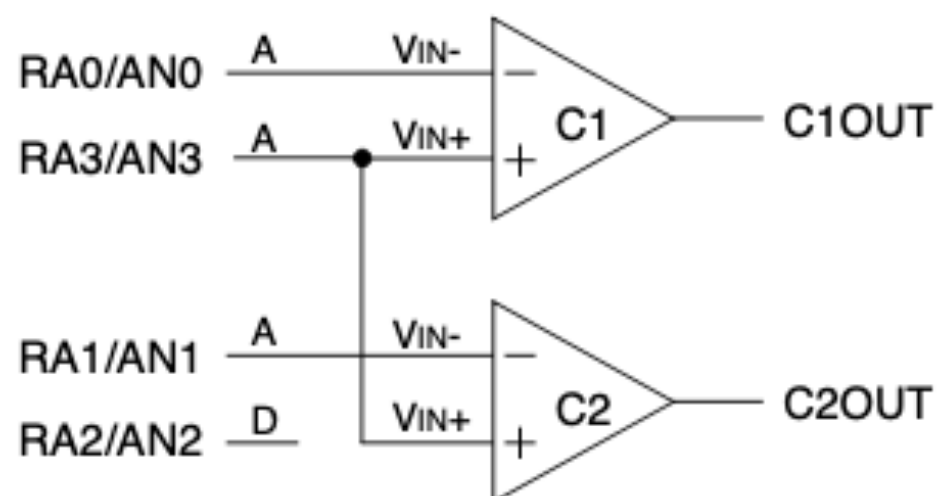 RA0/AN0 A VIN- − C1 C1OUT
RA3/AN3 A VIN+ +
RA1/AN1 A VIN- − C2 C2OUT
RA2/AN2 D VIN+ +